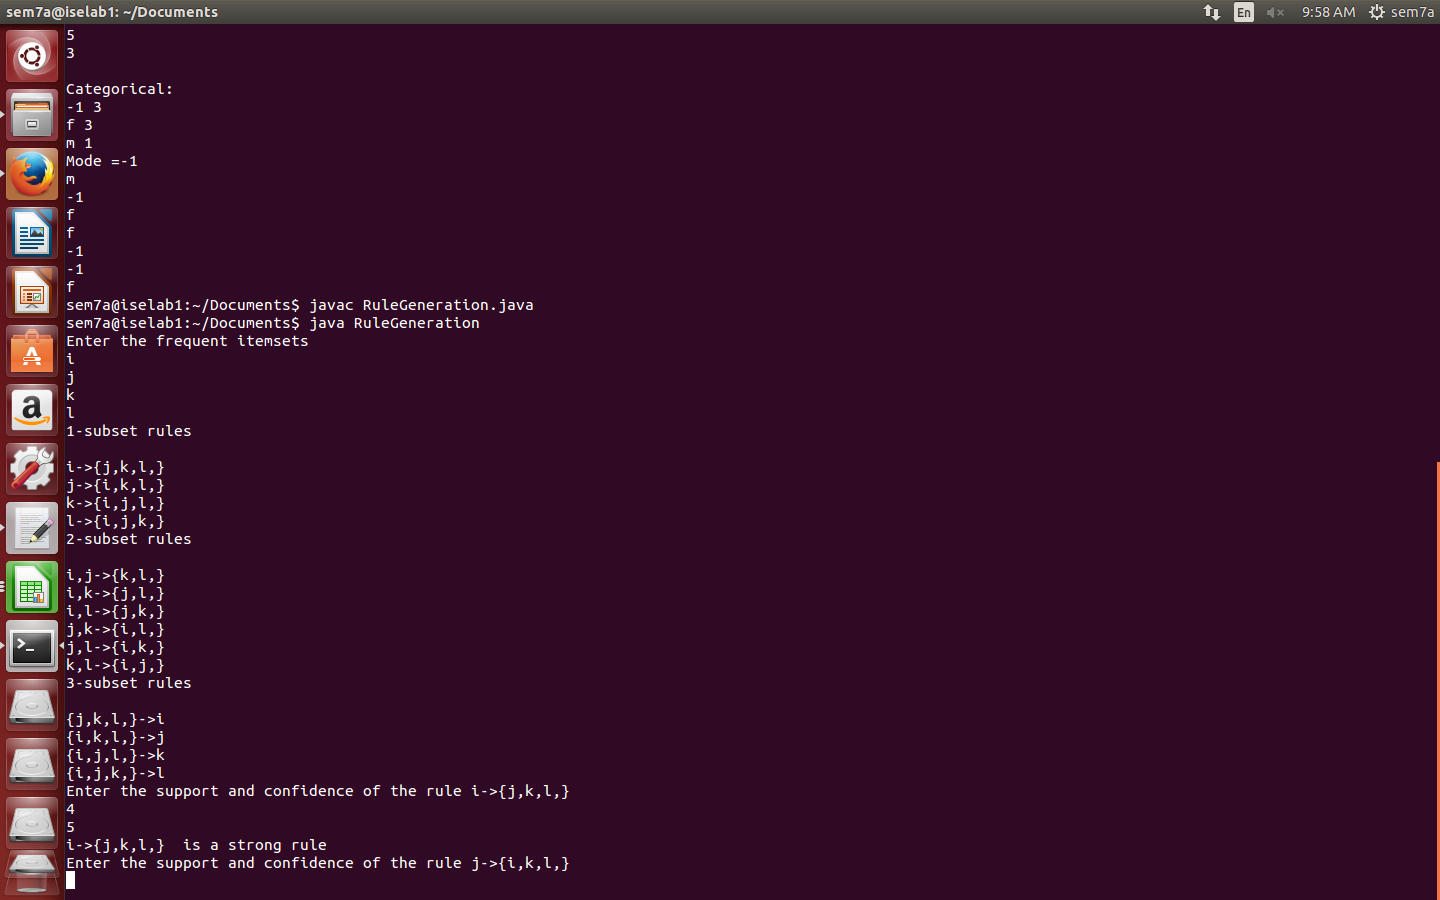 sem7a@iselab1: ~/Documents
En
9:58 AM
sem7a
5
3
Categorical:
-1 3
f 3
m 1
Mode =-1
m
-1
f
f
-1
-1
f
sem7a@iselab1:~/Documents$ javac RuleGeneration.java
sem7a@iselab1:~/Documents$ java RuleGeneration
Enter the frequent itemsets
i
j
k
l
1-subset rules
i->{j,k,l,}
j->{i,k,l,}
k->{i,j,l,}
l->{i,j,k,}
2-subset rules
i,j->{k,l,}
i,k->{j,l,}
i,l->{j,k,}
j,k->{i,l,}
j,l->{i,k,}
k,l->{i,j,}
3-subset rules
{j,k,l,}->i
{i,k,l,}->j
{i,j,l,}->k
{i,j,k,}->l
Enter the support and confidence of the rule i->{j,k,l,}
4
5
i->{j,k,l,}  is a strong rule
Enter the support and confidence of the rule j->{i,k,l,}